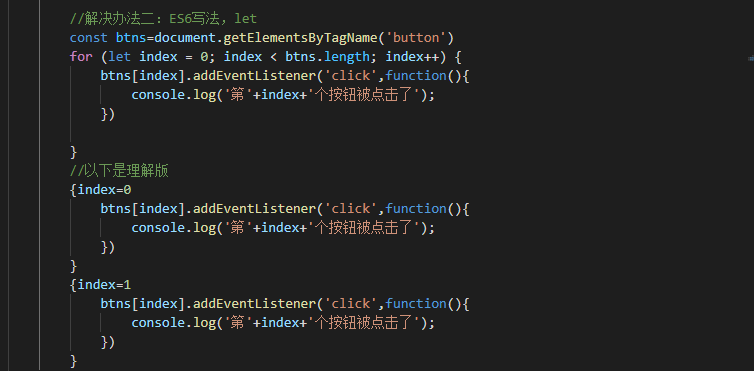 //解决办法二：ES6写法，let
const btns=document.getElementsByTagName('button')
for (let index = 0; index < btns.length; index++) {
    btns[index].addEventListener('click',function(){
        console.log('第'+index+'个按钮被点击了');
    })
}
//以下是理解版
{index=0
    btns[index].addEventListener('click',function(){
        console.log('第'+index+'个按钮被点击了');
    })
}
{index=1
    btns[index].addEventListener('click',function(){
        console.log('第'+index+'个按钮被点击了');
    })
}